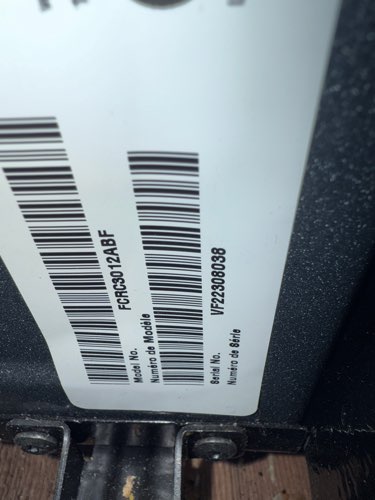 FCRC3012ABF
Model No.
Numéro de Modèle
VF22308038
Serial No.
Numéro de Série